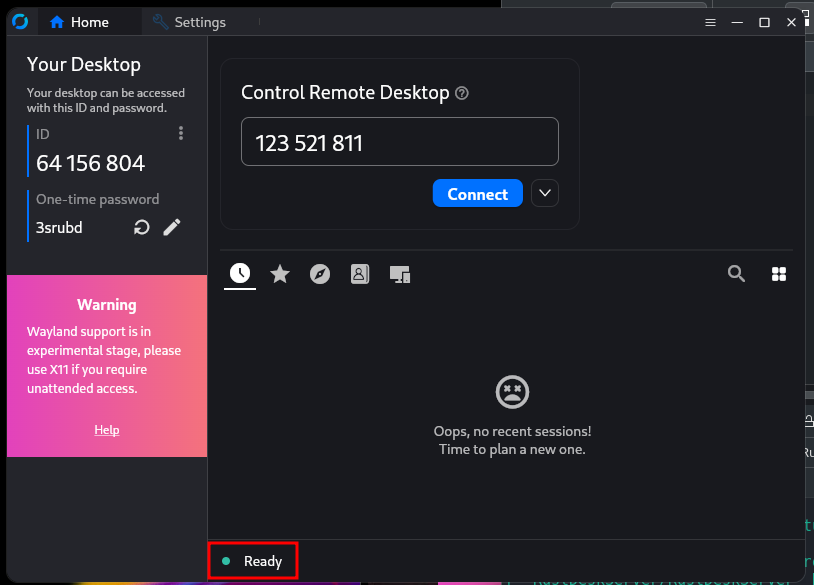 Home
Settings
Your Desktop
Your desktop can be accessed
with this ID and password.
ID
64 156 804
One-time password
3srubd
Warning
Wayland support is in
experimental stage, please
use X11 if you require
unattended access.
Help
Control Remote Desktop
123 521 811
Connect
Oops, no recent sessions!
Time to plan a new one.
Ready